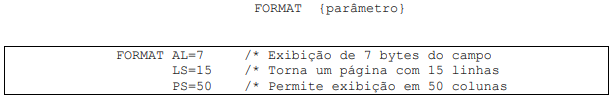 FORMAT {parâmetro}
FORMAT AL=7 /* Exibição de 7 bytes do campo
LS=15 /* Torna um página com 15 linhas
PS=50 /* Permite exibição em 50 colunas